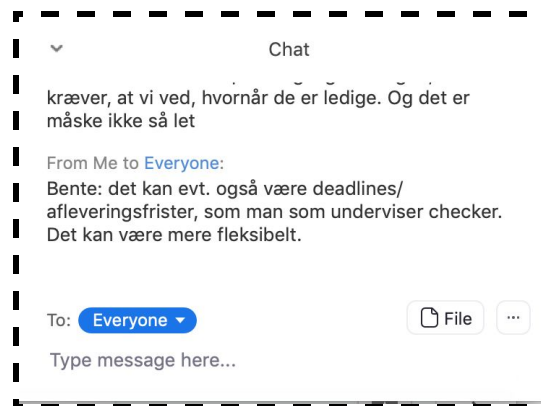 Chat
kræver, at vi ved, hvornår de er ledige. Og det er
måske ikke så let
From Me to Everyone:
Bente: det kan evt. også være deadlines/
afleveringsfrister, som man som underviser checker.
Det kan være mere fleksibelt.
To: Everyone File ...
Type message here...